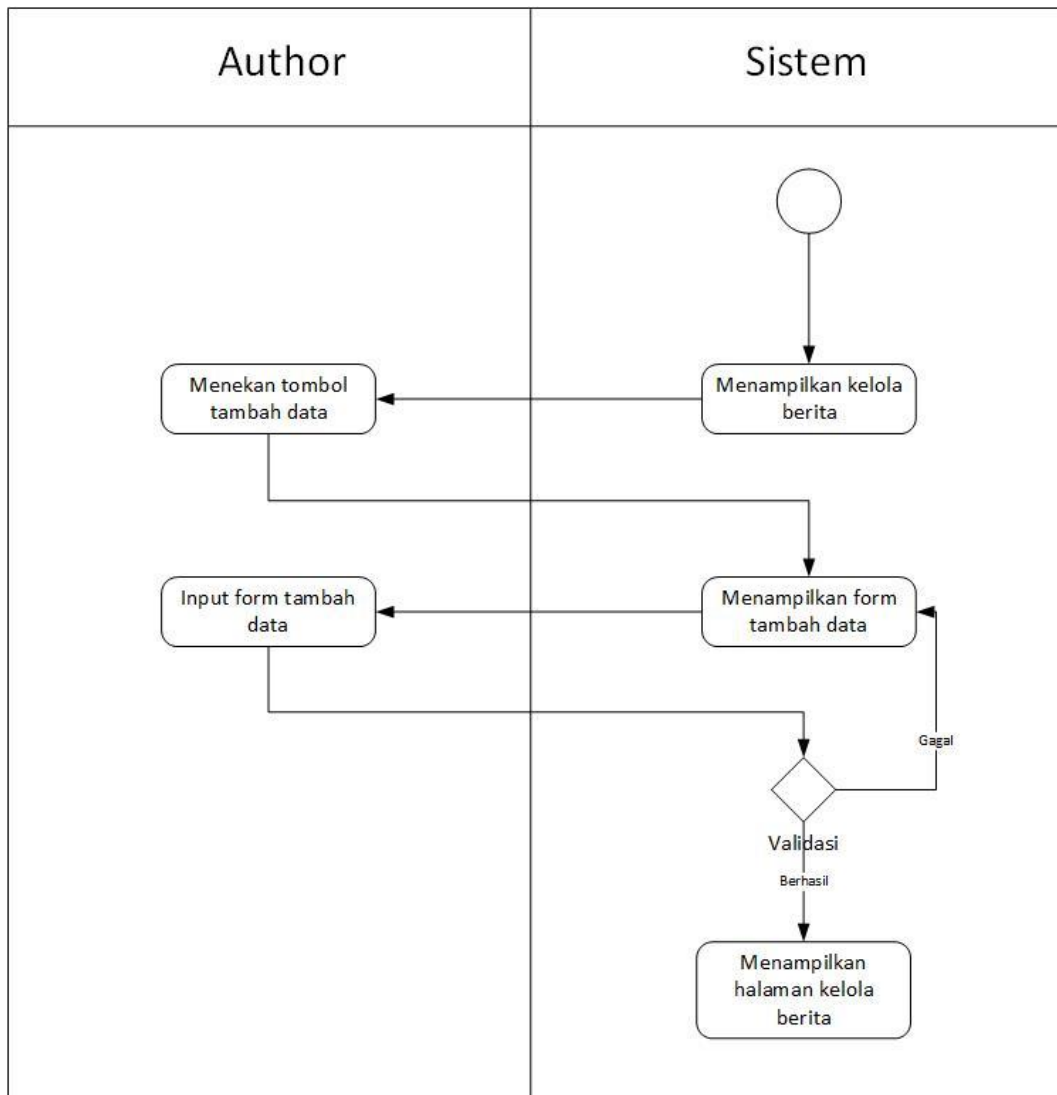 Author
Sistem
Menekan tombol
tambah data
Menampilkan kelola
berita
Input form tambah
data
Menampilkan form
tambah data
Gagal
Validasi
Berhasil
Menampilkan
halaman kelola
berita